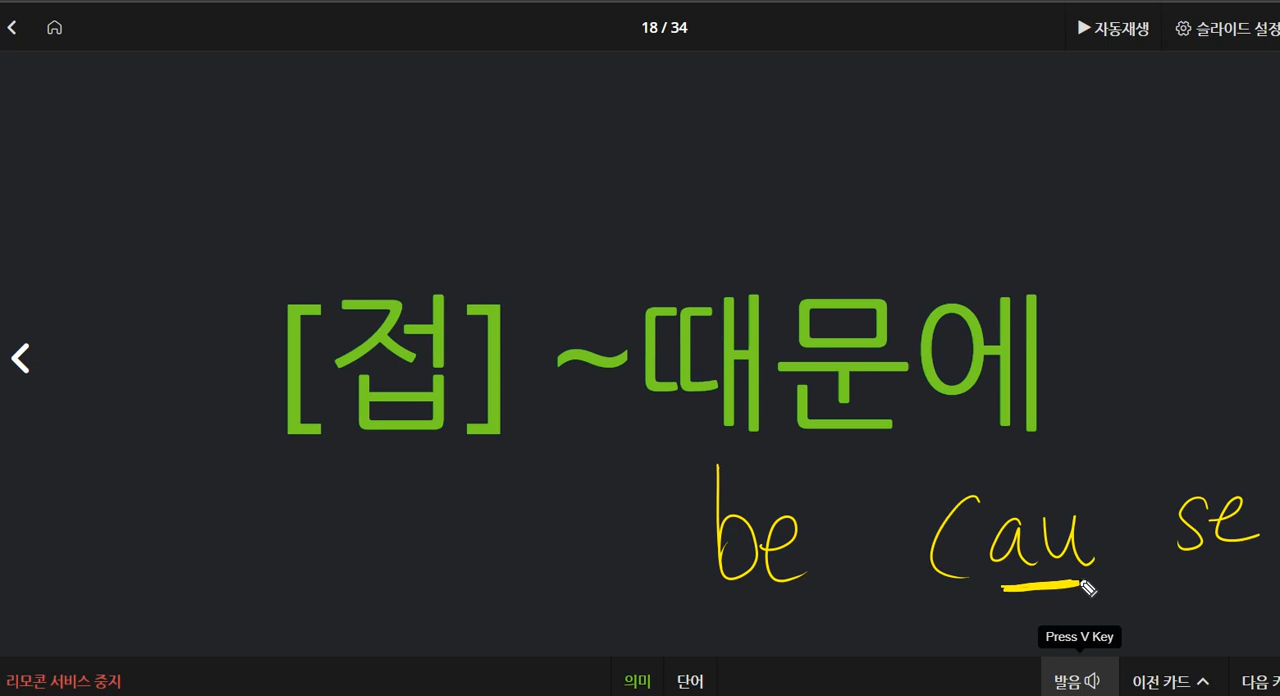 18 / 34
▶ 자동재생
슬라이드 설정
[접] ~때문에
be cau se
Press V Key
리모콘 서비스 중지
의미
단어
발음
이전 카드
다음